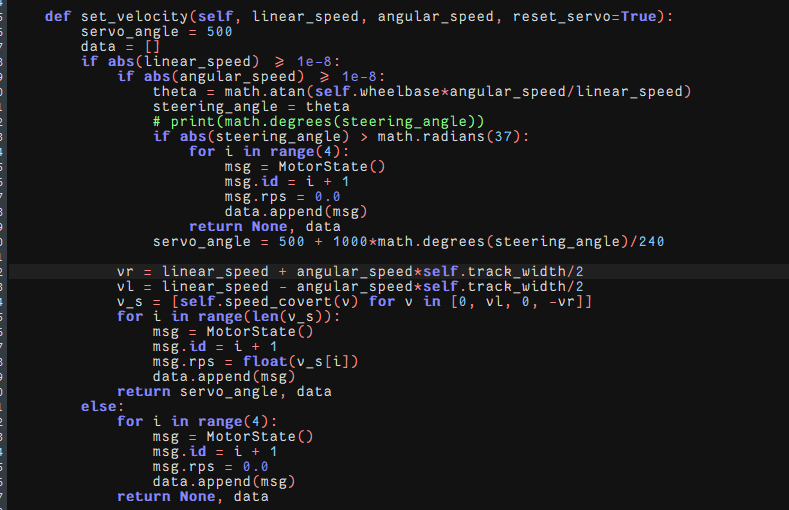 def set_velocity(self, linear_speed, angular_speed, reset_servo=True):
    servo_angle = 500
    data = []
    if abs(linear_speed) >= 1e-8:
        if abs(angular_speed) >= 1e-8:
            theta = math.atan(self.wheelbase*angular_speed/linear_speed)
            steering_angle = theta
            # print(math.degrees(steering_angle))
            if abs(steering_angle) > math.radians(37):
                for i in range(4):
                    msg = MotorState()
                    msg.id = i + 1
                    msg.rps = 0.0
                    data.append(msg)
                return None, data
            servo_angle = 500 + 1000*math.degrees(steering_angle)/240

        vr = linear_speed + angular_speed*self.track_width/2
        vl = linear_speed - angular_speed*self.track_width/2
        v_s = [self.speed_covert(v) for v in [0, vl, 0, -vr]]
        for i in range(len(v_s)):
            msg = MotorState()
            msg.id = i + 1
            msg.rps = float(v_s[i])
            data.append(msg)
        return servo_angle, data
    else:
        for i in range(4):
            msg = MotorState()
            msg.id = i + 1
            msg.rps = 0.0
            data.append(msg)
        return None, data